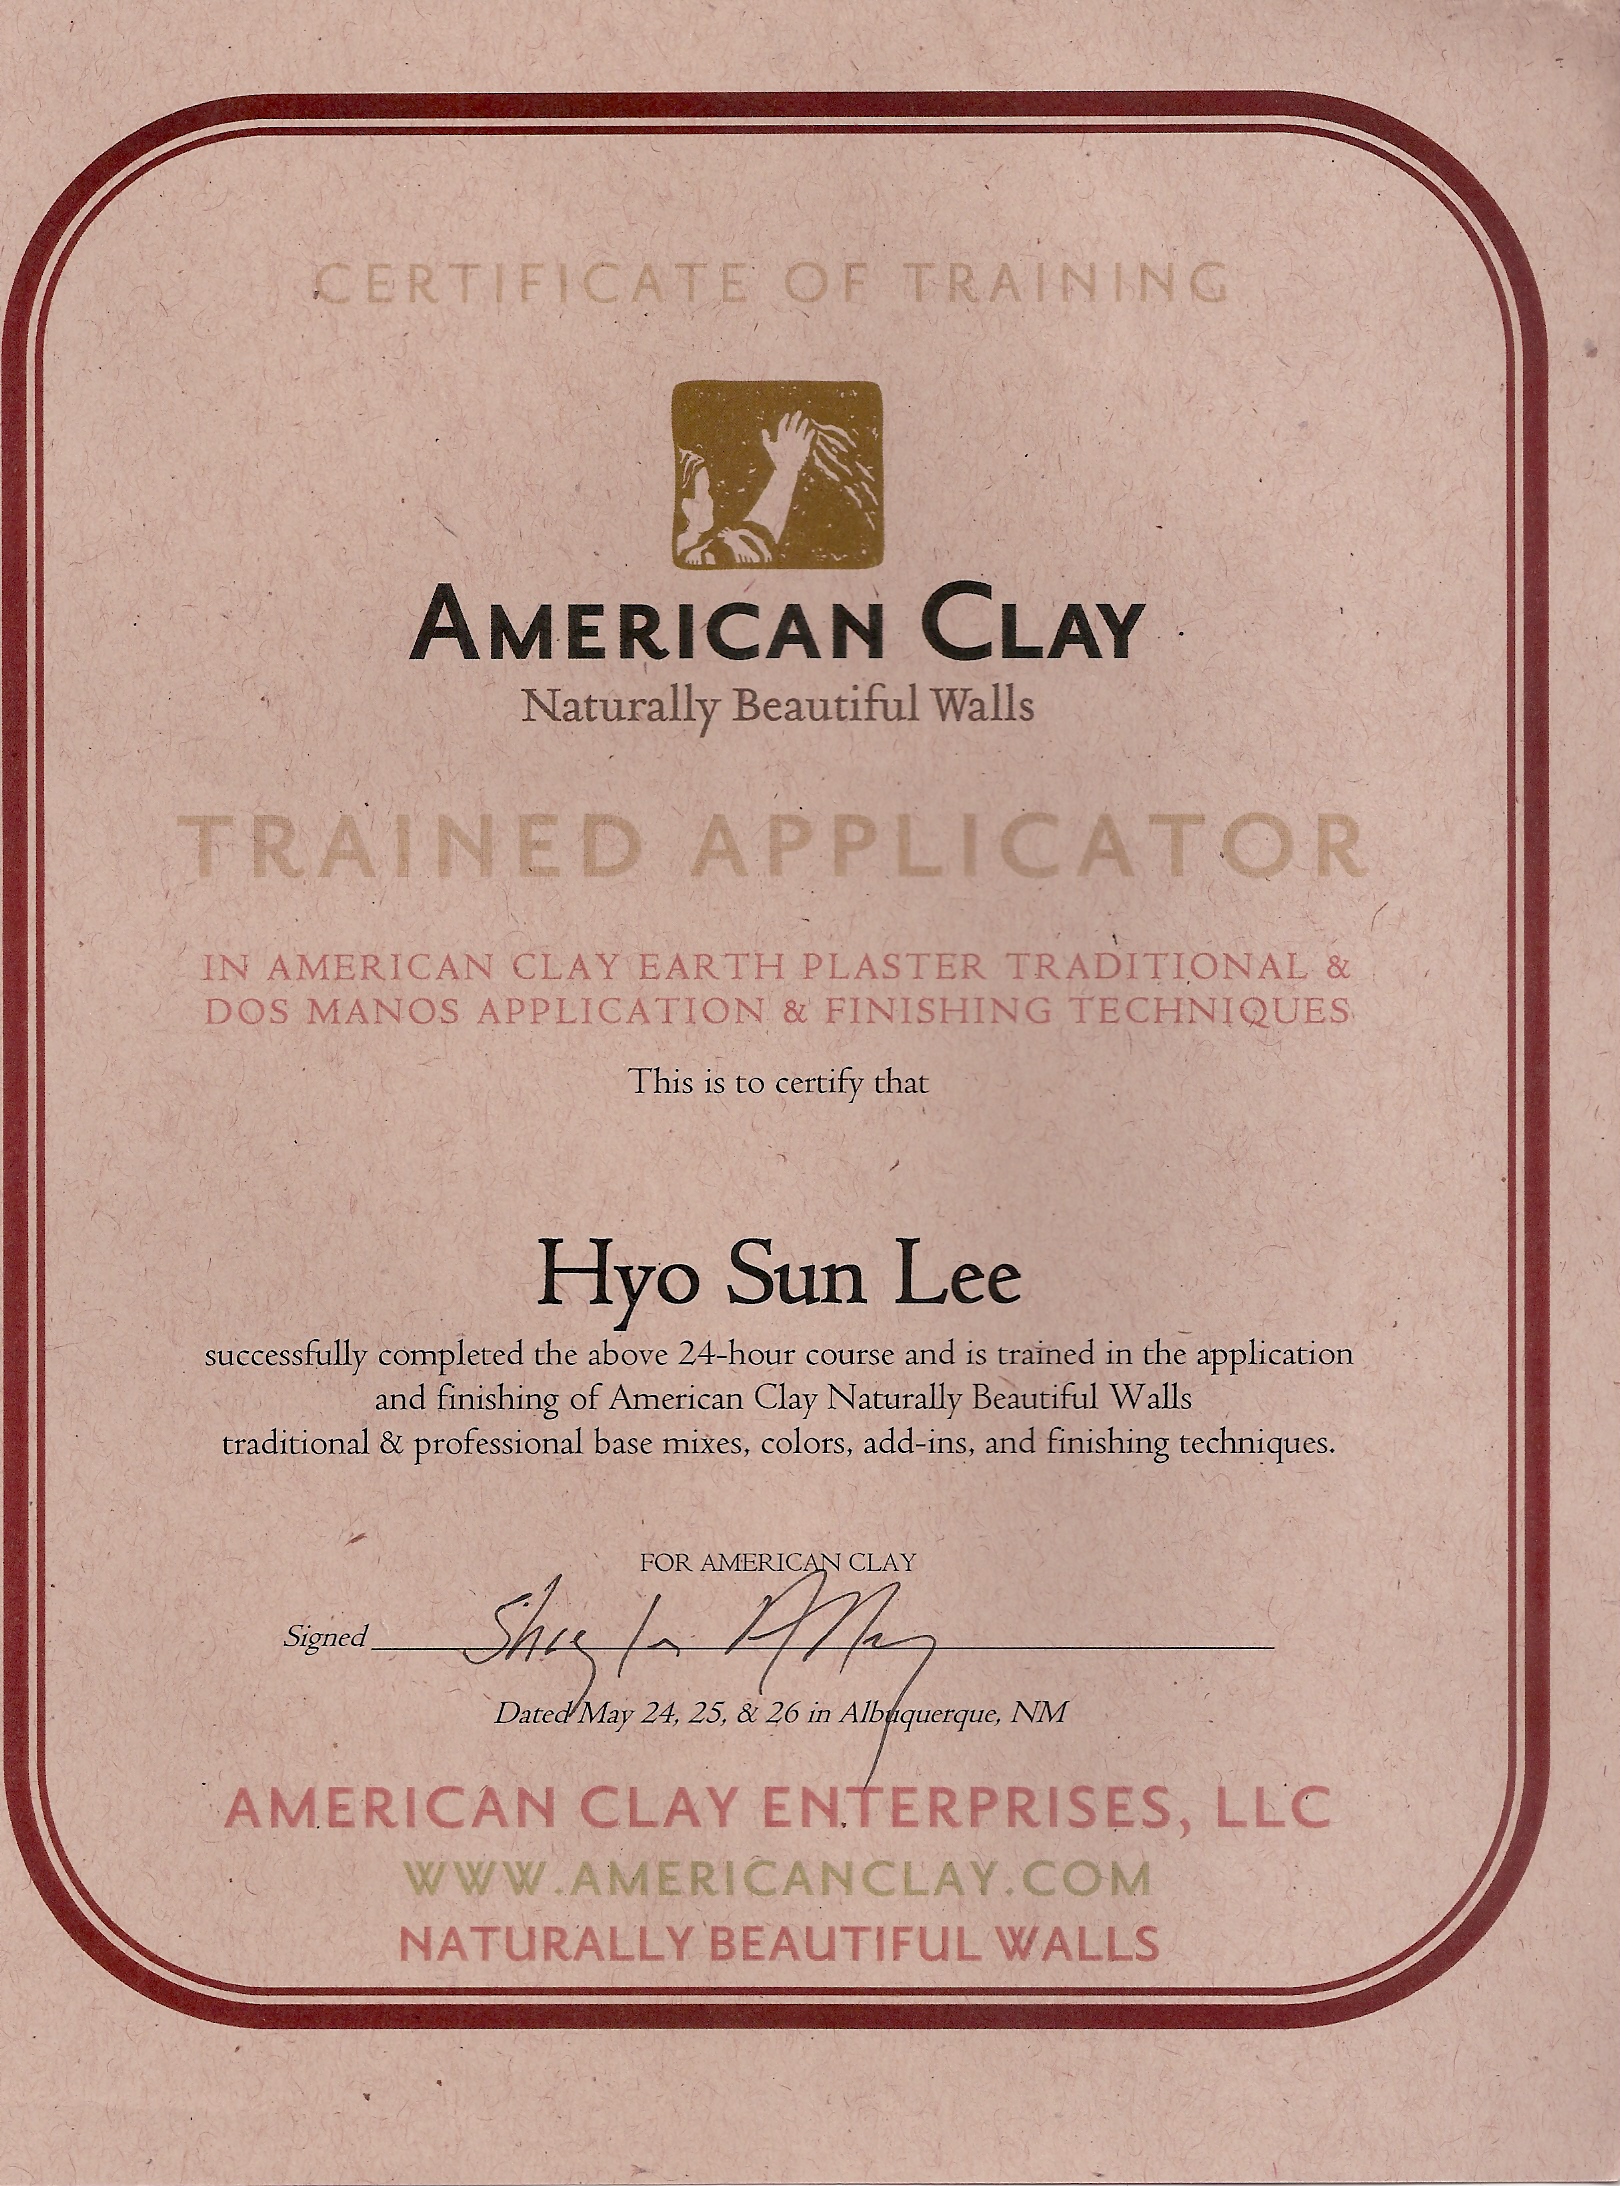 CERTIFICATE OF TRAINING
AMERICAN CLAY
Naturally Beautiful Walls
TRAINED APPLICATOR
IN AMERICAN CLAY EARTH PLASTER TRADITIONAL &
DOS MANOS APPLICATION & FINISHING TECHNIQUES
This is to certify that
Hyo Sun Lee
successfully completed the above 24-hour course and is trained in the application
and finishing of American Clay Naturally Beautiful Walls
traditional & professional base mixes, colors, add-ins, and finishing techniques.
FOR AMERICAN CLAY
Signed
Dated May 24, 25, & 26 in Albuquerque, NM
AMERICAN CLAY ENTERPRISES, LLC
WWW.AMERICANCLAY.COM
NATURALLY BEAUTIFUL WALLS